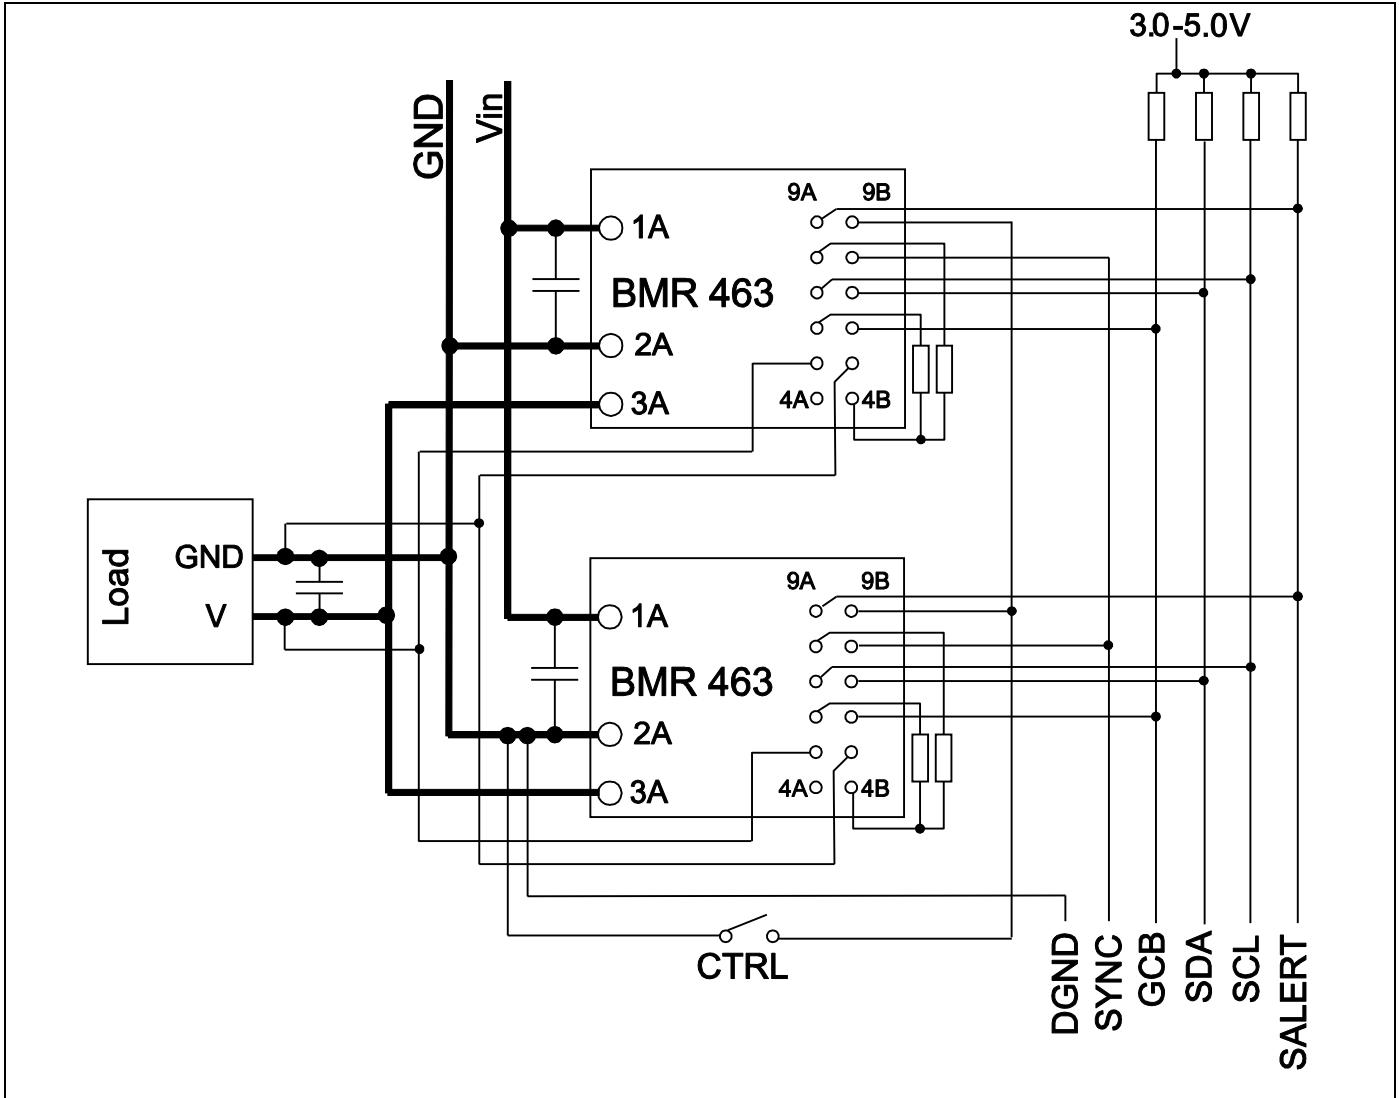 3.0-5.0V
GND
Vin
9A 9B
1A
BMR 463
2A
3A
4A 4B
Load
GND
V
9A 9B
1A
BMR 463
2A
3A
4A 4B
CTRL
DGND
SYNC
GCB
SDA
SCL
SALERT